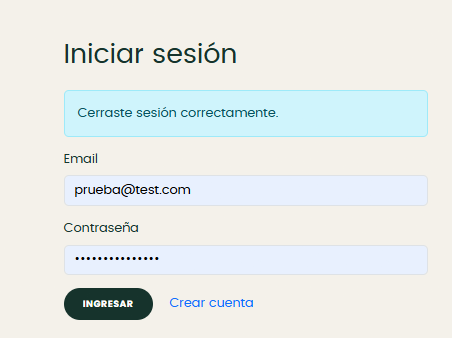 Iniciar sesión
Cerraste sesión correctamente.
Email
prueba@test.com
Contraseña
•••••••••••••••
INGRESAR Crear cuenta